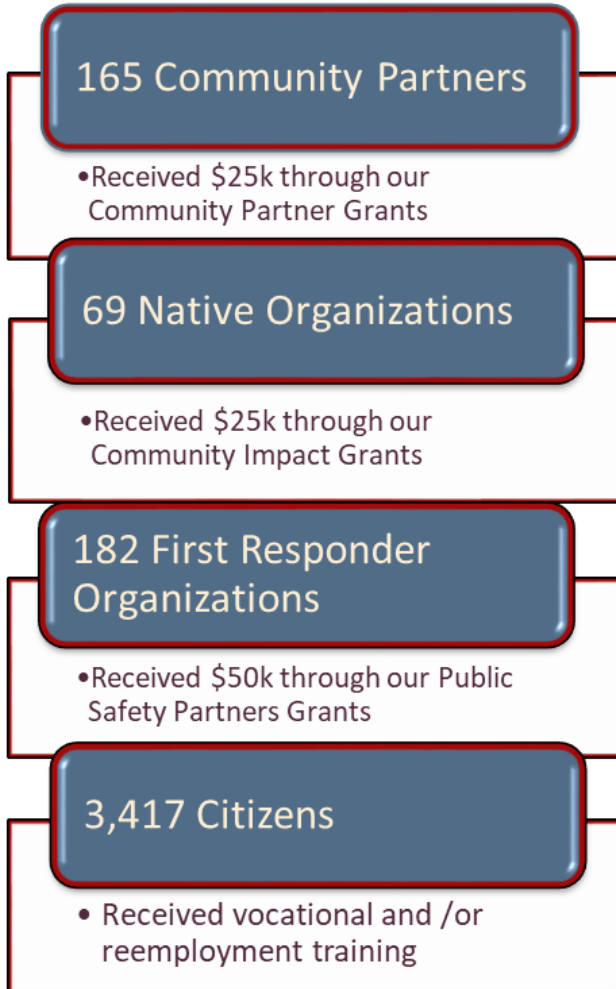 165 Community Partners
•Received $25k through our
Community Partner Grants
69 Native Organizations
•Received $25k through our
Community Impact Grants
182 First Responder
Organizations
•Received $50k through our Public
Safety Partners Grants
3,417 Citizens
• Received vocational and /or
reemployment training